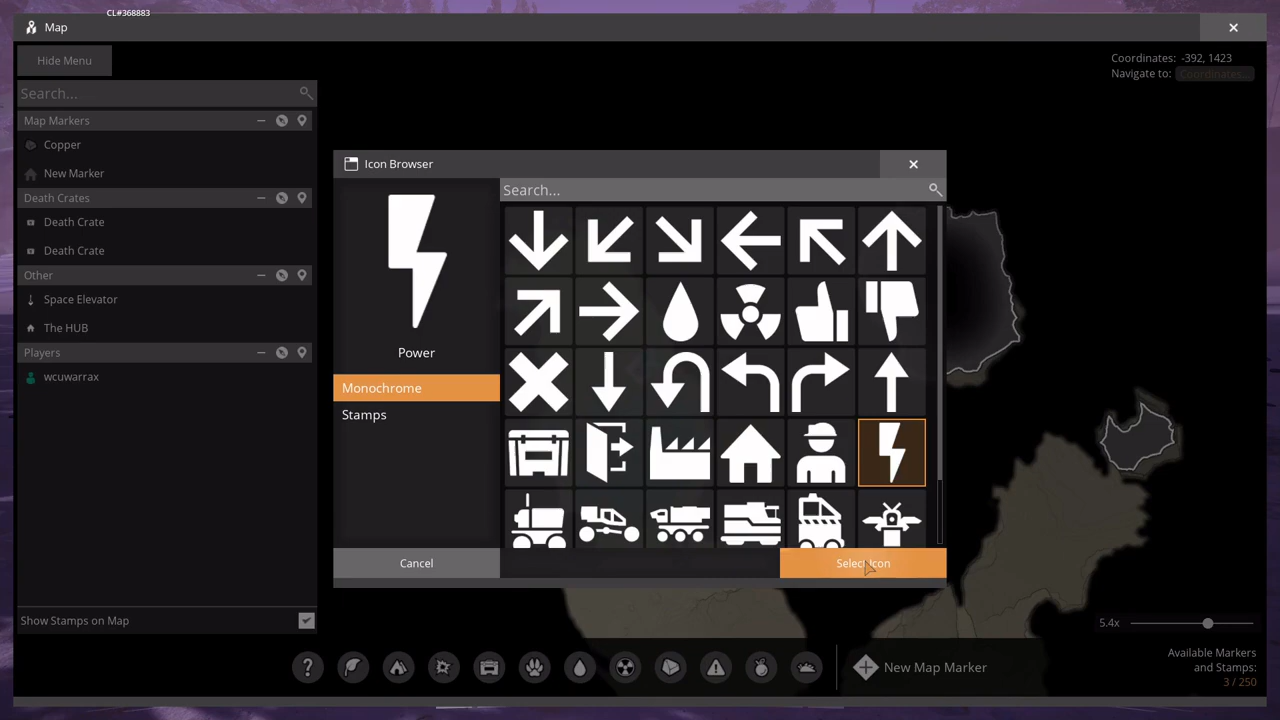 CL#368883
Map
Hide Menu
Coordinates: -392, 1423
Navigate to: Coordinates...
Search...
Map Markers
Copper
New Marker
Death Crates
Death Crate
Death Crate
Other
Space Elevator
The HUB
Players
wcuwarrax
Show Stamps on Map
Icon Browser
Search...
Power
Monochrome
Stamps
Cancel
Select Icon
5.4x
New Map Marker
Available Markers
and Stamps:
3 / 250